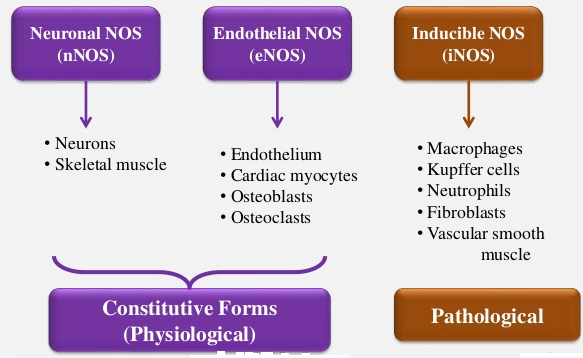 Neuronal NOS
(nNOS)
Endothelial NOS
(eNOS)
Inducible NOS
(iNOS)
• Neurons
• Skeletal muscle
• Endothelium
• Cardiac myocytes
• Osteoblasts
• Osteoclasts
• Macrophages
• Kupffer cells
• Neutrophils
• Fibroblasts
• Vascular smooth
muscle
Constitutive Forms
(Physiological)
Pathological